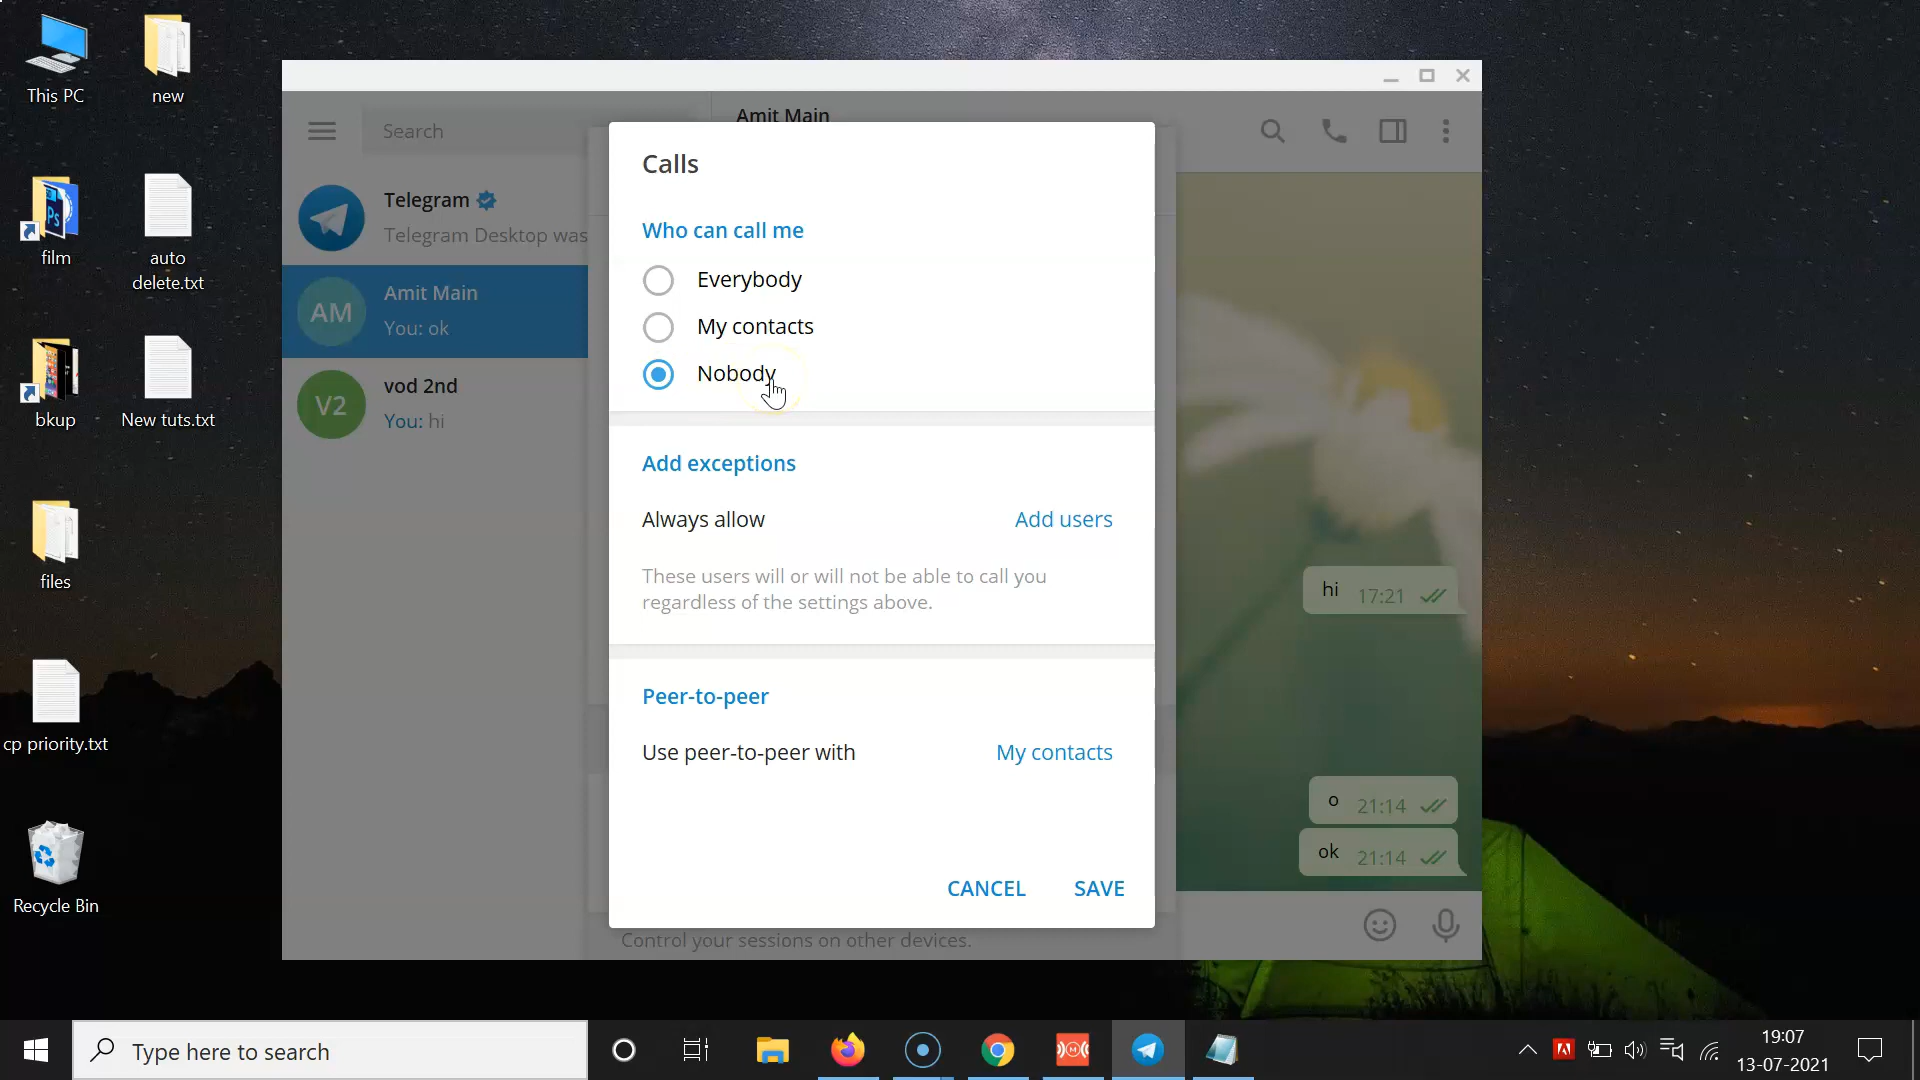 This PC
new
film
auto
delete.txt
bkup
New tuts.txt
files
cp priority.txt
Recycle Bin
Search
Amit Main
Telegram
Telegram Desktop was
AM
Amit Main
You: ok
V2
vod 2nd
You: hi
Calls
Who can call me
Everybody
My contacts
Nobody
Add exceptions
Always allow
Add users
These users will or will not be able to call you
regardless of the settings above.
Peer-to-peer
Use peer-to-peer with
My contacts
CANCEL
SAVE
Control your sessions on other devices.
hi 17:21
o 21:14
ok 21:14
Type here to search
19:07
13-07-2021
Ps
M